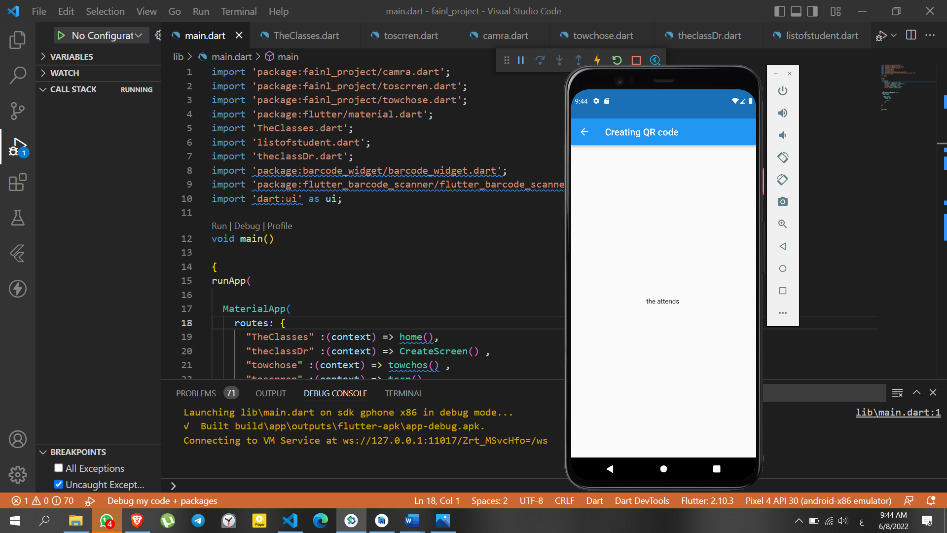 File Edit Selection View Go Run Terminal Help
main.dart - fainl_project - Visual Studio Code
No Configurat
main.dart TheClasses.dart toscrren.dart camra.dart towchose.dart theclassDr.dart listofstudent.dart
VARIABLES
WATCH
CALL STACK RUNNING
lib > main.dart > main
1 import 'package:fainl_project/camra.dart';
2 import 'package:fainl_project/toscrren.dart';
3 import 'package:fainl_project/towchose.dart';
4 import 'package:flutter/material.dart';
5 import 'TheClasses.dart';
6 import 'listofstudent.dart';
7 import 'theclassDr.dart';
8 import 'package:barcode_widget/barcode_widget.dart';
9 import 'package:flutter_barcode_scanner/flutter_barcode_scanne
10 import 'dart:ui' as ui;
11
Run | Debug | Profile
12 void main()
13
14 {
15 runApp(
16
17 MaterialApp(
18 routes: {
19 "TheClasses" :(context) => home(),
20 "theclassDr" :(context) => CreateScreen() ,
21 "towchose" :(context) => towchos() ,
9:44
Creating QR code
the attends
PROBLEMS 71 OUTPUT DEBUG CONSOLE TERMINAL
Launching lib\main.dart on sdk gphone x86 in debug mode...
√ Built build\app\outputs\flutter-apk\app-debug.apk.
Connecting to VM Service at ws://127.0.0.1:11017/Zrt_MSvcHfo=/ws
lib\main.dart:1
1
BREAKPOINTS
All Exceptions
Uncaught Except...
1 0 70 Debug my code + packages Ln 18, Col 1 Spaces: 2 UTF-8 CRLF Dart Dart DevTools Flutter: 2.10.3 Pixel 4 API 30 (android-x86 emulator)
4
ع
9:44 AM
6/8/2022